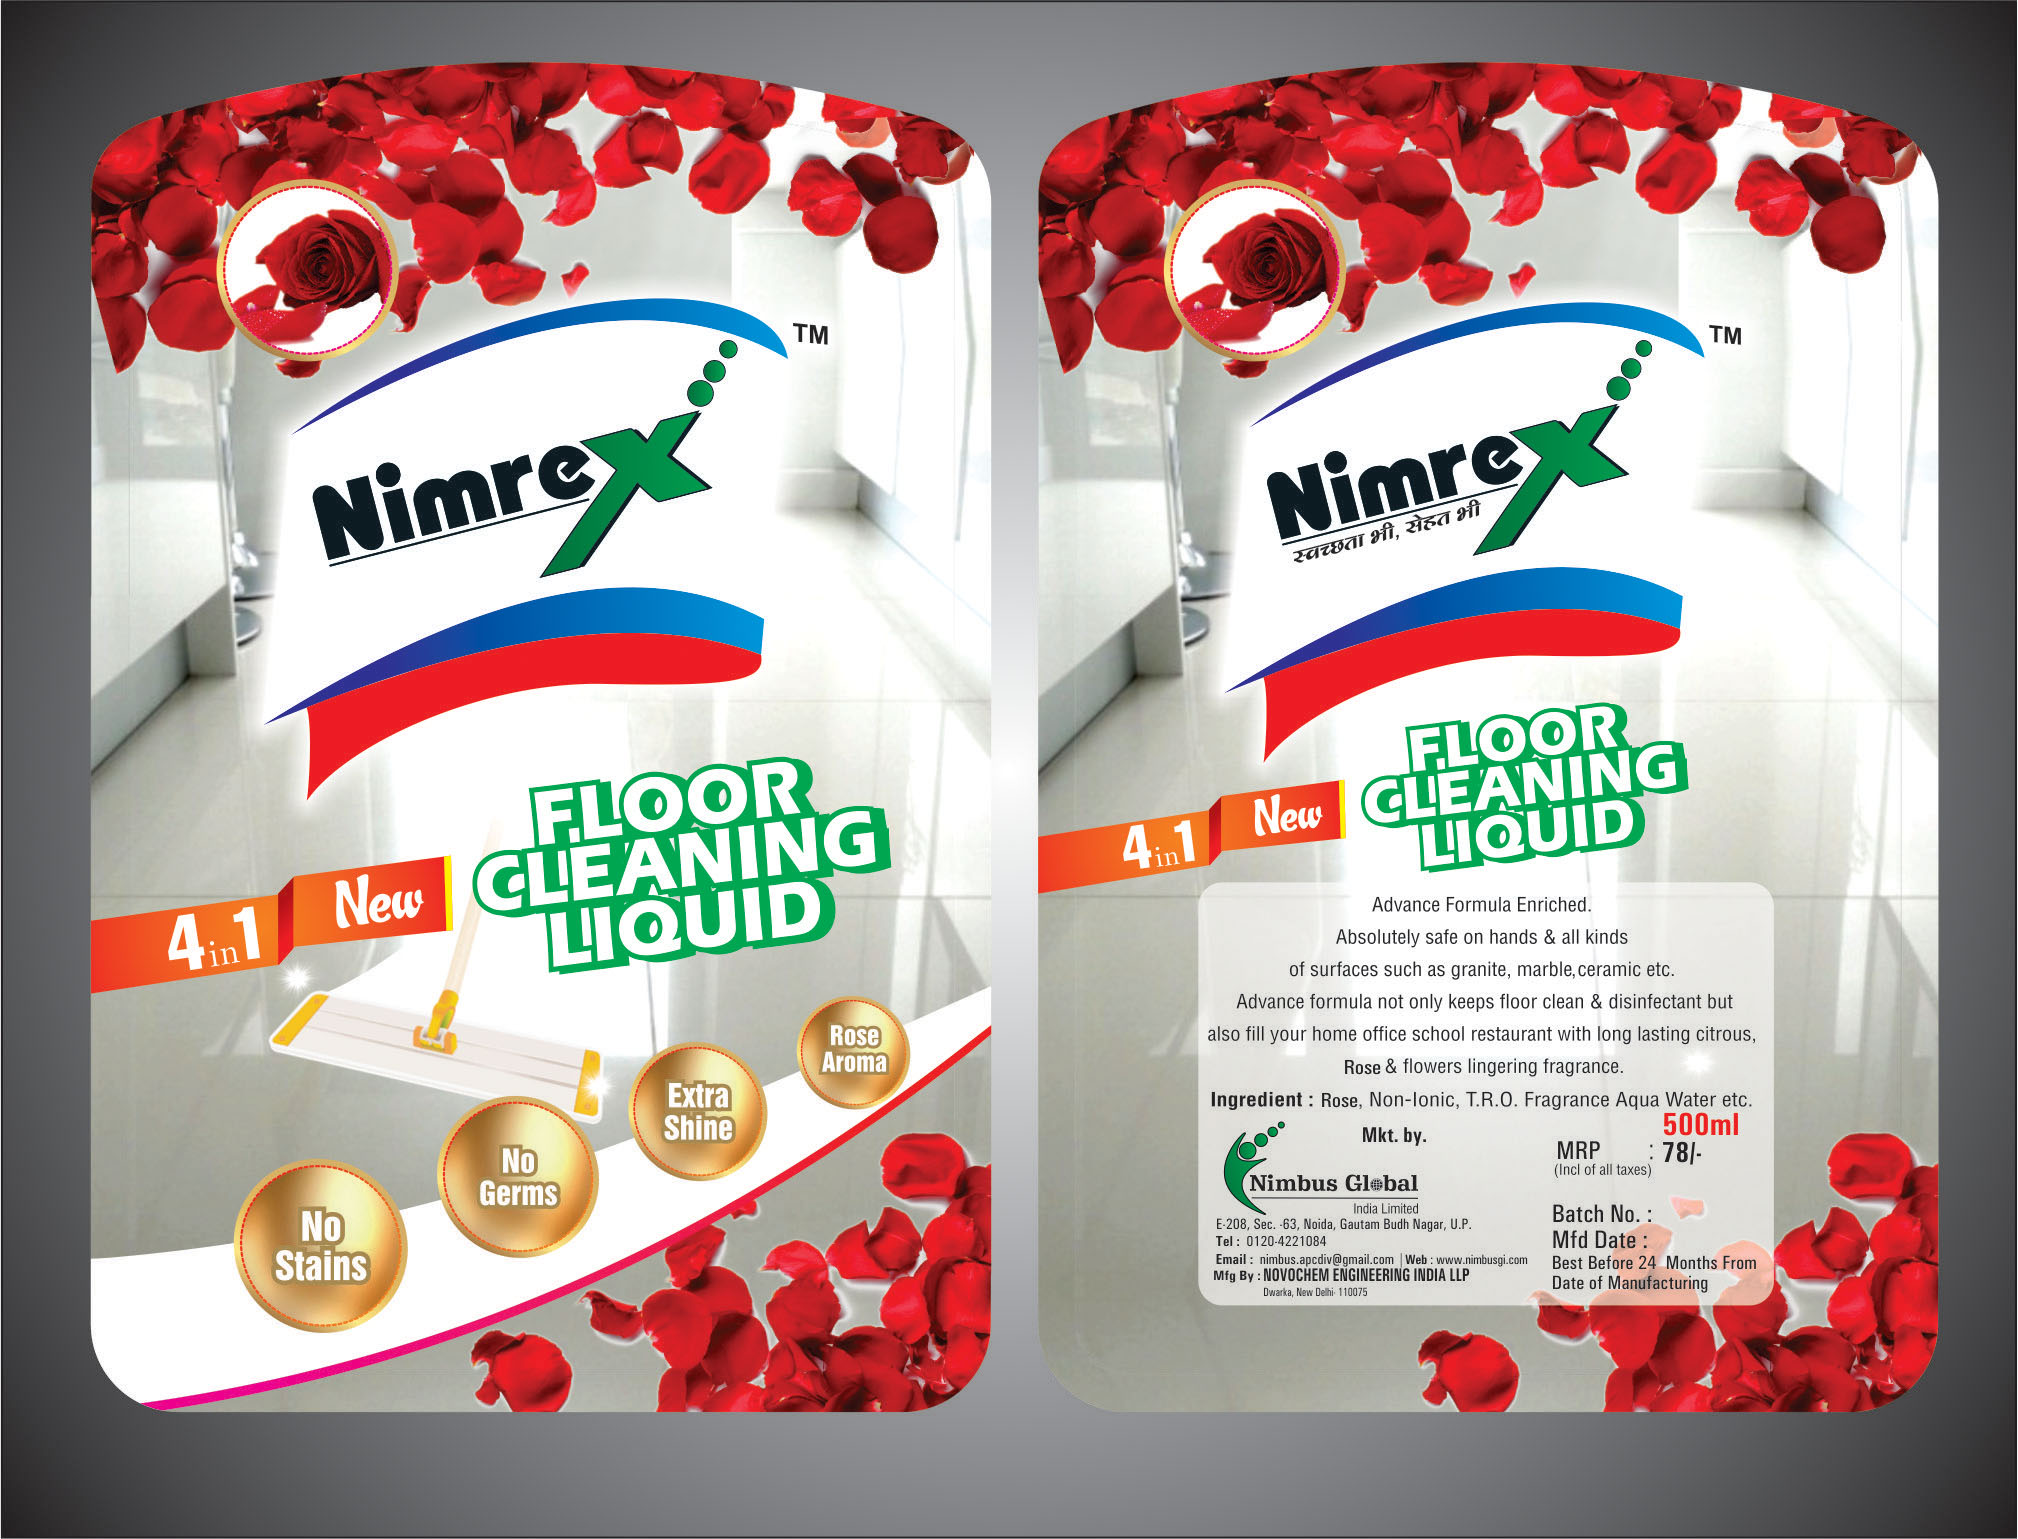 TM
Nimrex
FLOOR
CLEANING
LIQUID
4in1 New
Rose
Aroma
Extra
Shine
No
Germs
No
Stains
TM
Nimrex
स्वच्छता भी, सेहत भी
FLOOR
CLEANING
LIQUID
4in1 New
Advance Formula Enriched.
Absolutely safe on hands & all kinds
of surfaces such as granite, marble,ceramic etc.
Advance formula not only keeps floor clean & disinfectant but
also fill your home office school restaurant with long lasting citrous,
Rose & flowers lingering fragrance.
Ingredient : Rose, Non-Ionic, T.R.O. Fragrance Aqua Water etc.
500ml
Mkt. by.
MRP : 78/-
(Incl of all taxes)
Nimbus Global
India Limited
E-208, Sec. -63, Noida, Gautam Budh Nagar, U.P.
Tel : 0120-4221084
Email : nimbus.apcdiv@gmail.com | Web : www.nimbusgi.com
Mfg By : NOVOCHEM ENGINEERING INDIA LLP
Dwarka, New Delhi- 110075
Batch No. :
Mfd Date :
Best Before 24 Months From
Date of Manufacturing